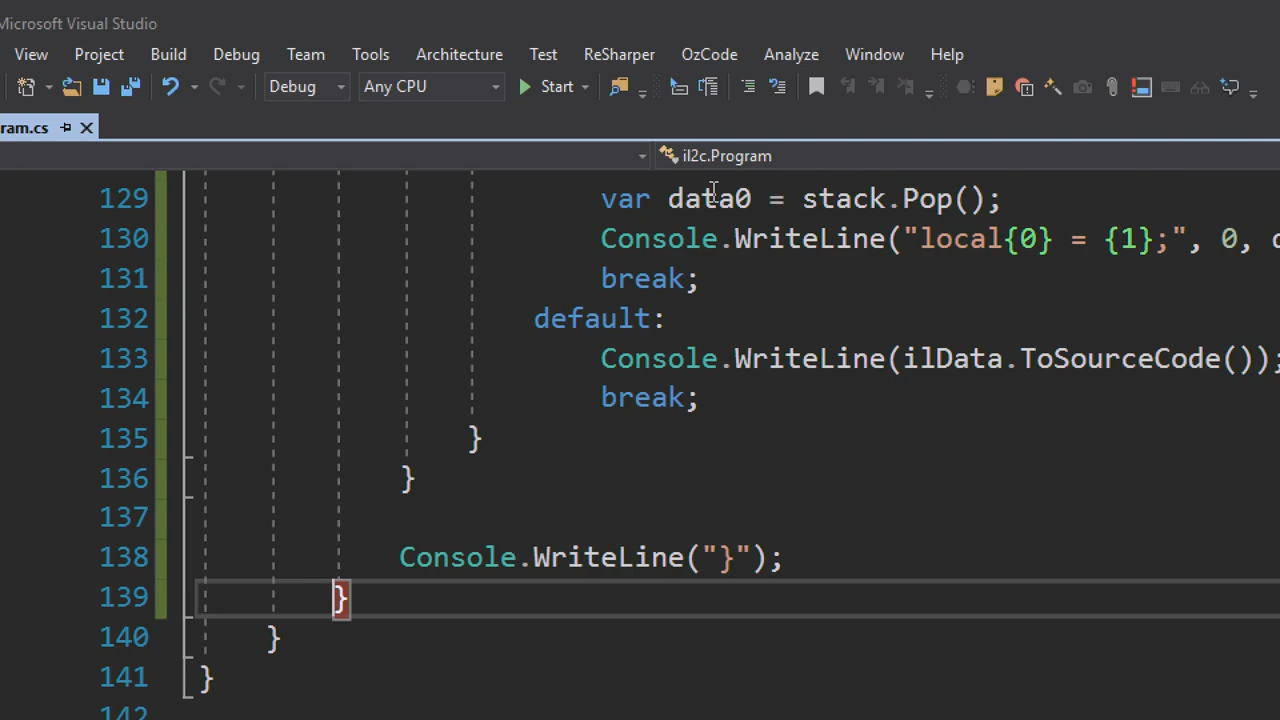 Microsoft Visual Studio
View Project Build Debug Team Tools Architecture Test ReSharper OzCode Analyze Window Help
Debug Any CPU Start
ram.cs
il2c.Program
129 var data0 = stack.Pop();
130 Console.WriteLine("local{0} = {1};", 0,
131 break;
132 default:
133 Console.WriteLine(ilData.ToSourceCode());
134 break;
135 }
136 }
137
138 Console.WriteLine("}");
139 }
140 }
141 }
142